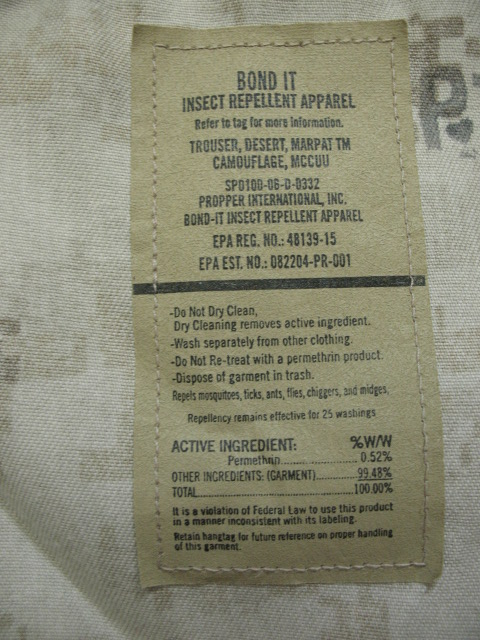 BOND IT
INSECT REPELLENT APPAREL
Refer to tag for more information.
TROUSER, DESERT, MARPAT TM
CAMOUFLAGE, MCCUU
SPO100-06-D-0332
PROPPER INTERNATIONAL, INC.
BOND-IT INSECT REPELLENT APPAREL
EPA REG. NO.: 48139-15
EPA EST. NO.: 082204-PR-001
-Do Not Dry Clean,
Dry Cleaning removes active ingredient.
-Wash separately from other clothing.
-Do Not Re-treat with a permethrin product.
-Dispose of garment in trash.
Repels mosquitoes, ticks, ants, flies, chiggers, and midges.
Repellency remains effective for 25 washings
ACTIVE INGREDIENT: %W/W
Permethrin..................... 0.52%
OTHER INGREDIENTS: (GARMENT).............. 99.48%
TOTAL........................................ 100.00%
It is a violation of Federal Law to use this product
in a manner inconsistent with its labeling.
Retain hangtag for future reference on proper handling
of this garment.